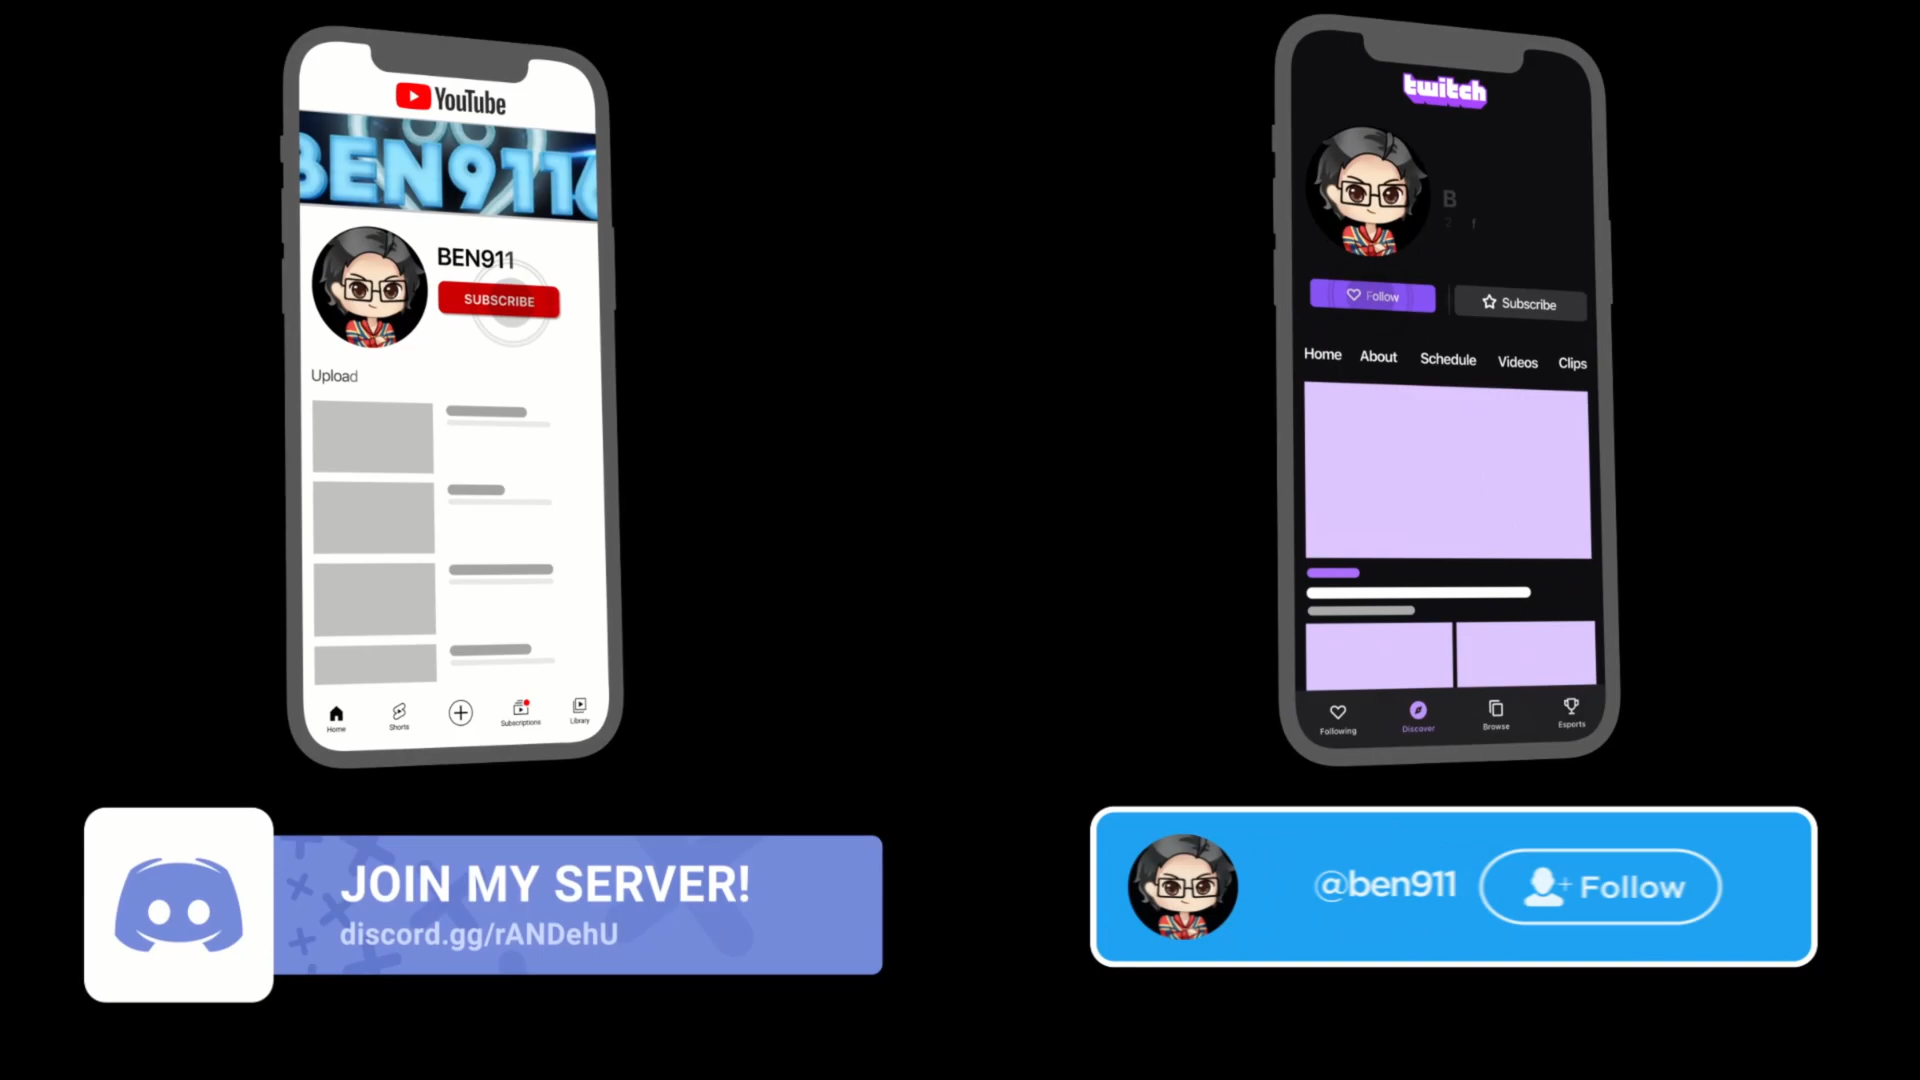 YouTube
BEN9116
BEN911
SUBSCRIBE
Upload
Home
Shorts
Subscriptions
Library
twitch
B
Follow
Subscribe
Home About Schedule Videos Clips
Following
Discover
Browse
Esports
JOIN MY SERVER!
discord.gg/rANDehU
@ben911
Follow